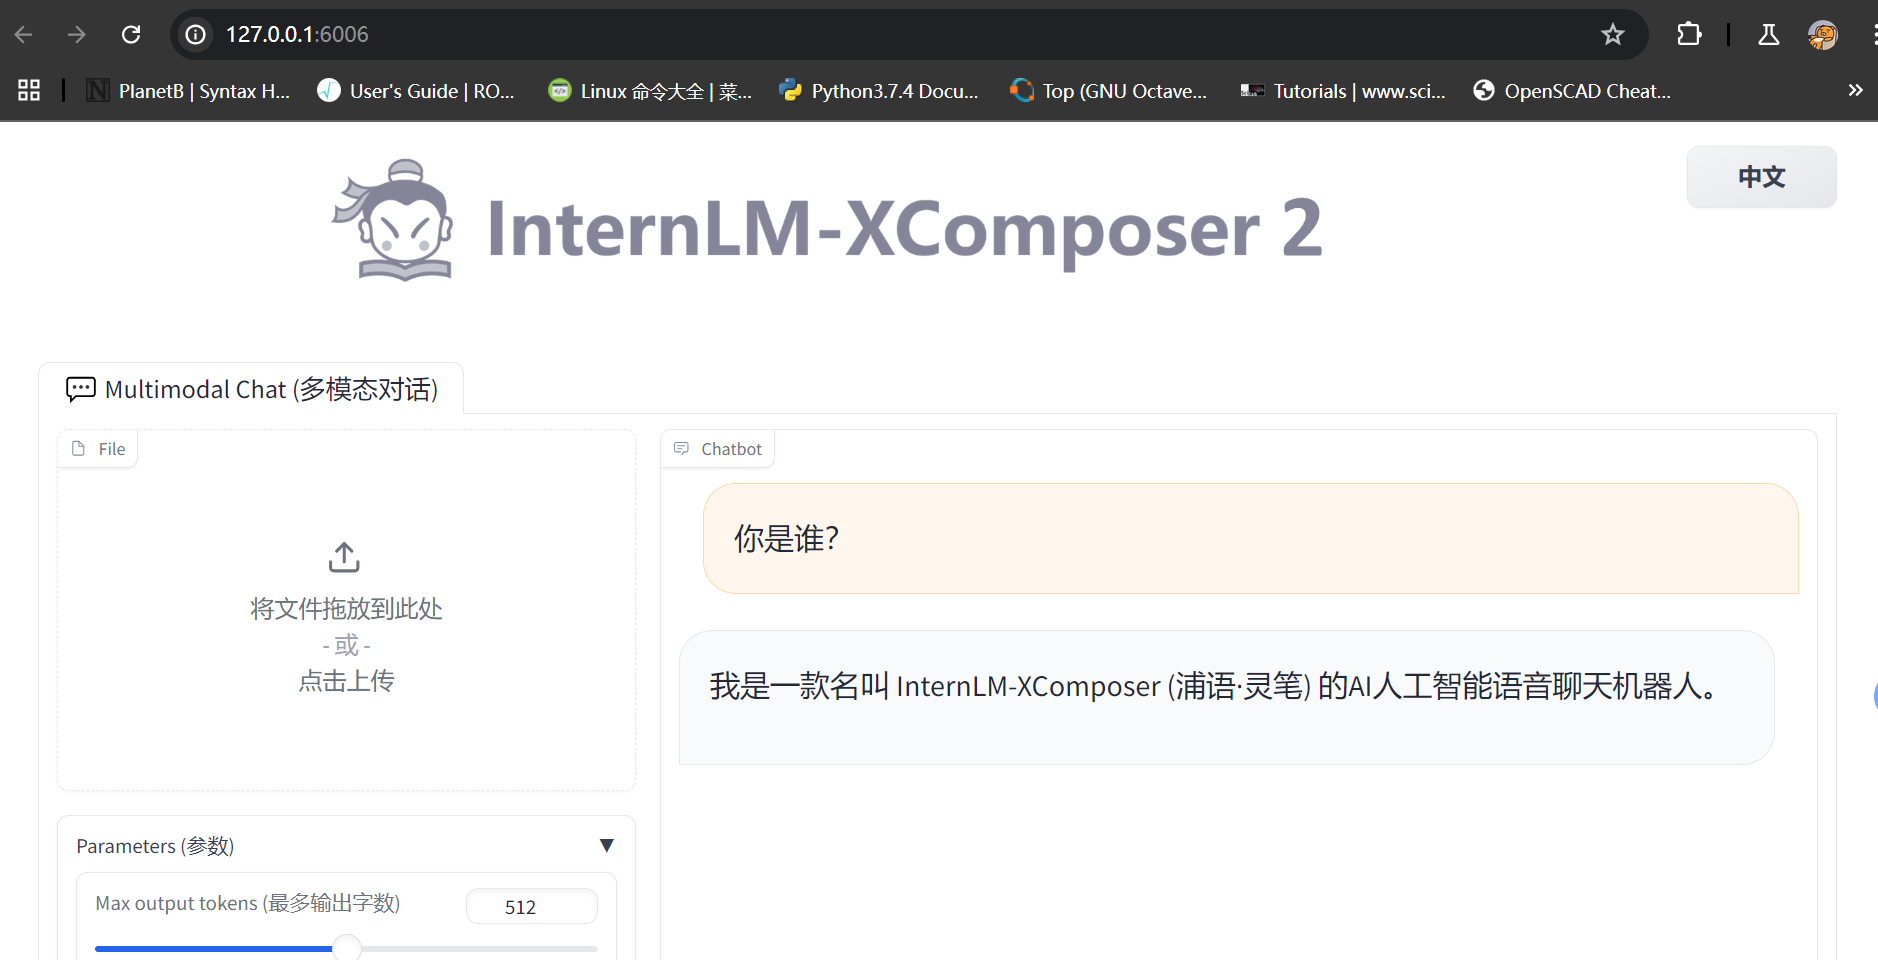 127.0.0.1:6006
PlanetB | Syntax H...
User's Guide | RO...
Linux 命令大全 | 菜...
Python3.7.4 Docu...
Top (GNU Octave...
Tutorials | www.sci...
OpenSCAD Cheat...
InternLM-XComposer 2
中文
Multimodal Chat (多模态对话)
File
将文件拖放到此处
- 或 -
点击上传
Chatbot
你是谁?
我是一款名叫 InternLM-XComposer (浦语·灵笔) 的AI人工智能语音聊天机器人。
Parameters (参数)
Max output tokens (最多输出字数)
512